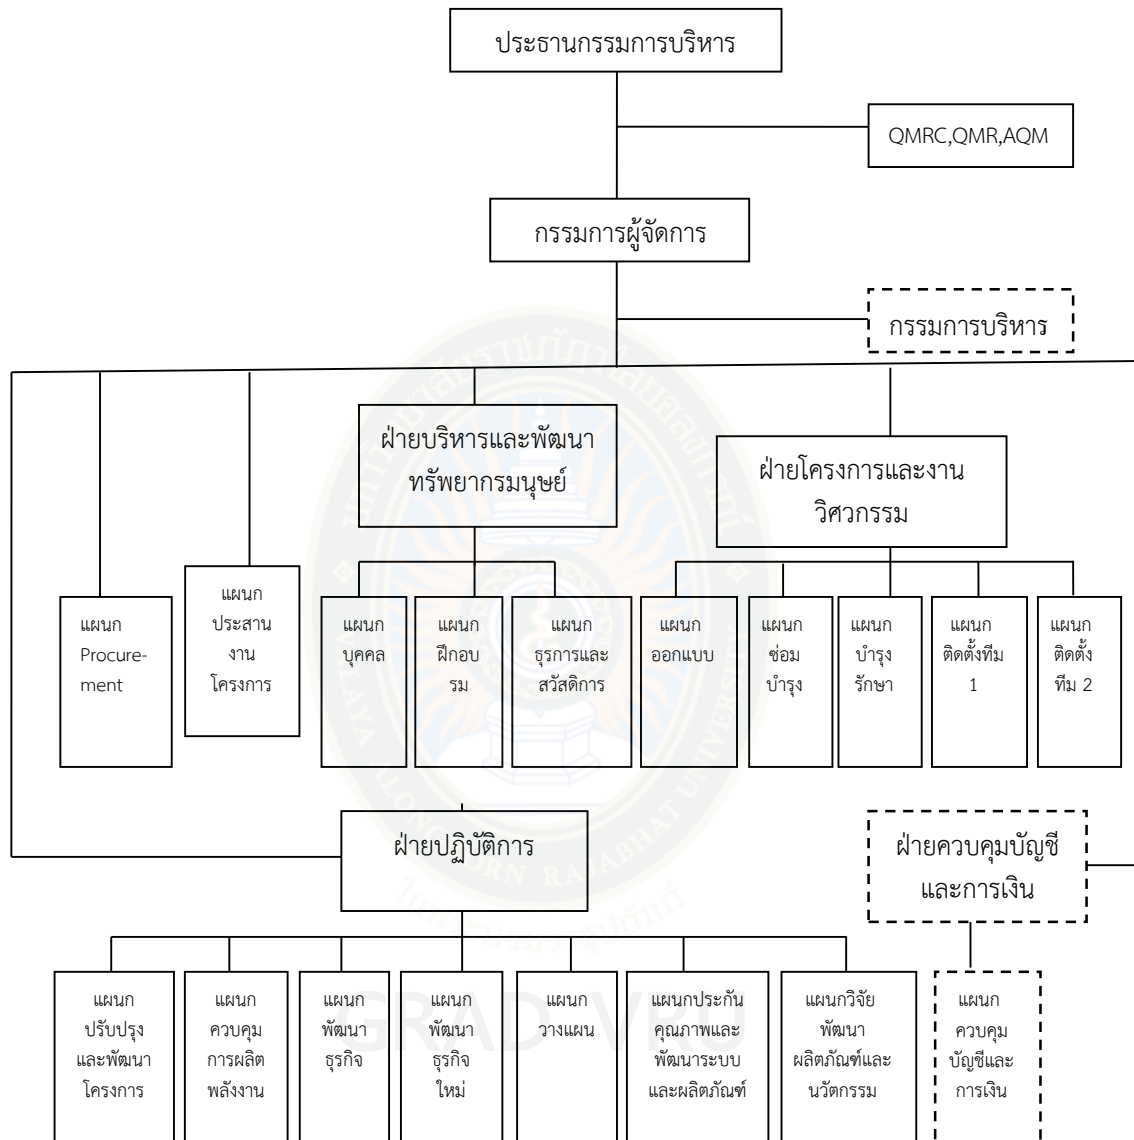 ประธานกรรมการบริหาร
QMRC,QMR,AQM
กรรมการผู้จัดการ
กรรมการบริหาร
ฝ่ายบริหารและพัฒนา
ทรัพยากรมนุษย์
ฝ่ายโครงการและงาน
วิศวกรรม
แผนก
Procure-
ment
แผนก
ประสาน
งาน
โครงการ
แผนก
บุคคล
แผนก
ฝึกอบ
รม
แผนก
ธุรการและ
สวัสดิการ
แผนก
ออกแบบ
แผนก
ซ่อม
บำรุง
แผนก
บำรุง
รักษา
แผนก
ติดตั้งทีม
1
แผนก
ติดตั้ง
ทีม 2
ฝ่ายปฏิบัติการ
ฝ่ายควบคุมบัญชี
และการเงิน
แผนก
ปรับปรุง
และพัฒนา
โครงการ
แผนก
ควบคุม
การผลิต
พลังงาน
แผนก
พัฒนา
ธุรกิจ
แผนก
พัฒนา
ธุรกิจ
ใหม่
แผนก
วางแผน
แผนกประกัน
คุณภาพและ
พัฒนาระบบ
และผลิตภัณฑ์
แผนกวิจัย
พัฒนา
ผลิตภัณฑ์และ
นวัตกรรม
แผนก
ควบคุม
บัญชีและ
การเงิน
GRAD VRU